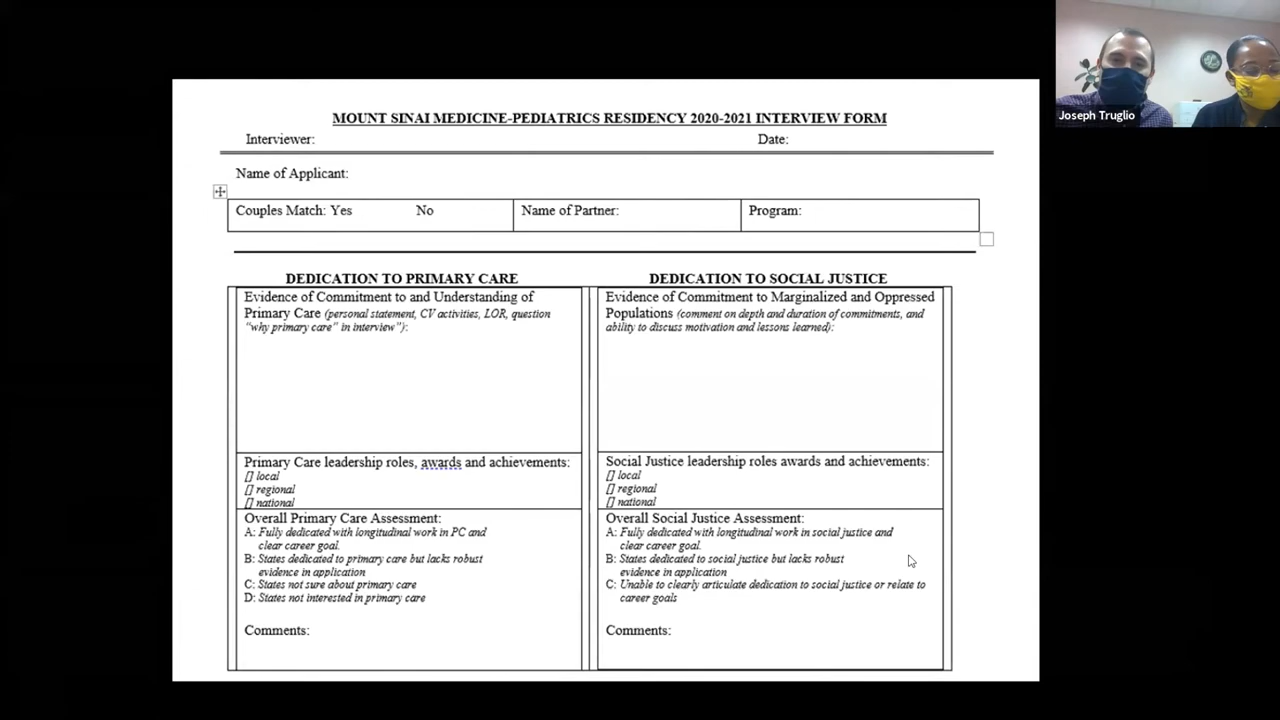 MOUNT SINAI MEDICINE-PEDIATRICS RESIDENCY 2020-2021 INTERVIEW FORM
Interviewer: Date:
Name of Applicant:
Couples Match: Yes No Name of Partner: Program:
DEDICATION TO PRIMARY CARE
Evidence of Commitment to and Understanding of
Primary Care (personal statement, CV activities, LOR, question
"why primary care" in interview"):
Primary Care leadership roles, awards and achievements:
[] local
[] regional
[] national
Overall Primary Care Assessment:
A: Fully dedicated with longitudinal work in PC and
clear career goal.
B: States dedicated to primary care but lacks robust
evidence in application
C: States not sure about primary care
D: States not interested in primary care
Comments:
DEDICATION TO SOCIAL JUSTICE
Evidence of Commitment to Marginalized and Oppressed
Populations (comment on depth and duration of commitments, and
ability to discuss motivation and lessons learned):
Social Justice leadership roles awards and achievements:
[] local
[] regional
[] national
Overall Social Justice Assessment:
A: Fully dedicated with longitudinal work in social justice and
clear career goal.
B: States dedicated to social justice but lacks robust
evidence in application
C: Unable to clearly articulate dedication to social justice or relate to
career goals
Comments:
Joseph Truglio